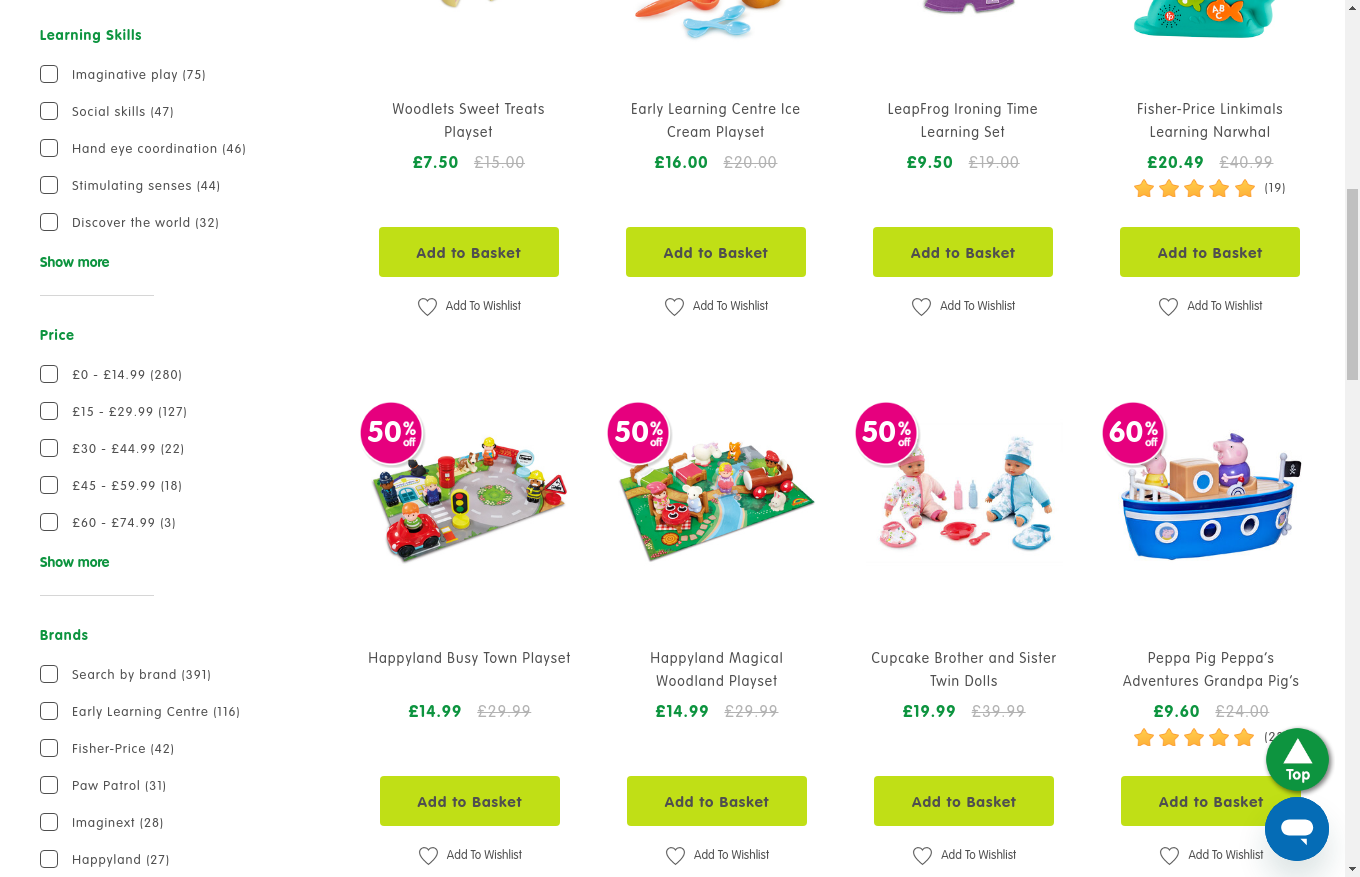 Learning Skills
Imaginative play (75)
Social skills (47)
Hand eye coordination (46)
Stimulating senses (44)
Discover the world (32)
Show more
Price
£0 - £14.99 (280)
£15 - £29.99 (127)
£30 - £44.99 (22)
£45 - £59.99 (18)
£60 - £74.99 (3)
Show more
Brands
Search by brand (391)
Early Learning Centre (116)
Fisher-Price (42)
Paw Patrol (31)
Imaginext (28)
Happyland (27)
Woodlets Sweet Treats
Playset
£7.50 £15.00
Add to Basket
Add To Wishlist
Early Learning Centre Ice
Cream Playset
£16.00 £20.00
Add to Basket
Add To Wishlist
LeapFrog Ironing Time
Learning Set
£9.50 £19.00
Add to Basket
Add To Wishlist
fp
ABC
Fisher-Price Linkimals
Learning Narwhal
£20.49 £40.99
(19)
Add to Basket
Add To Wishlist
50% off
Happyland Busy Town Playset
£14.99 £29.99
Add to Basket
Add To Wishlist
50% off
Happyland Magical
Woodland Playset
£14.99 £29.99
Add to Basket
Add To Wishlist
50% off
Cupcake Brother and Sister
Twin Dolls
£19.99 £39.99
Add to Basket
Add To Wishlist
60% off
Peppa Pig Peppa's
Adventures Grandpa Pig's
£9.60 £24.00
Add to Basket
Add To Wishlist
Top